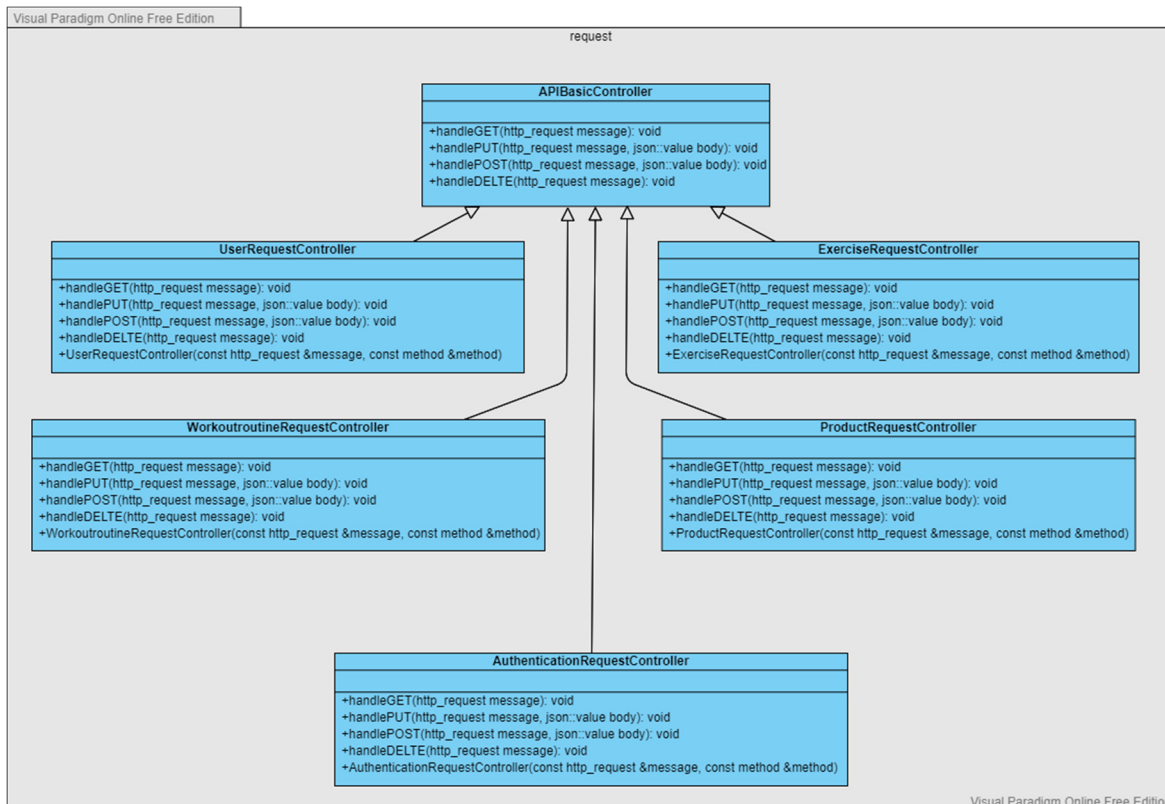 Visual Paradigm Online Free Edition
request
APIBasicController
+handleGET(http_request message): void
+handlePUT(http_request message, json::value body): void
+handlePOST(http_request message, json::value body): void
+handleDELTE(http_request message): void
UserRequestController
+handleGET(http_request message): void
+handlePUT(http_request message, json::value body): void
+handlePOST(http_request message, json::value body): void
+handleDELTE(http_request message): void
+UserRequestController(const http_request &message, const method &method)
ExerciseRequestController
+handleGET(http_request message): void
+handlePUT(http_request message, json::value body): void
+handlePOST(http_request message, json::value body): void
+handleDELTE(http_request message): void
+ExerciseRequestController(const http_request &message, const method &method)
WorkoutroutineRequestController
+handleGET(http_request message): void
+handlePUT(http_request message, json::value body): void
+handlePOST(http_request message, json::value body): void
+handleDELTE(http_request message): void
+WorkoutroutineRequestController(const http_request &message, const method &method)
ProductRequestController
+handleGET(http_request message): void
+handlePUT(http_request message, json::value body): void
+handlePOST(http_request message, json::value body): void
+handleDELTE(http_request message): void
+ProductRequestController(const http_request &message, const method &method)
AuthenticationRequestController
+handleGET(http_request message): void
+handlePUT(http_request message, json::value body): void
+handlePOST(http_request message, json::value body): void
+handleDELTE(http_request message): void
+AuthenticationRequestController(const http_request &message, const method &method)
Visual Paradigm Online Free Editio